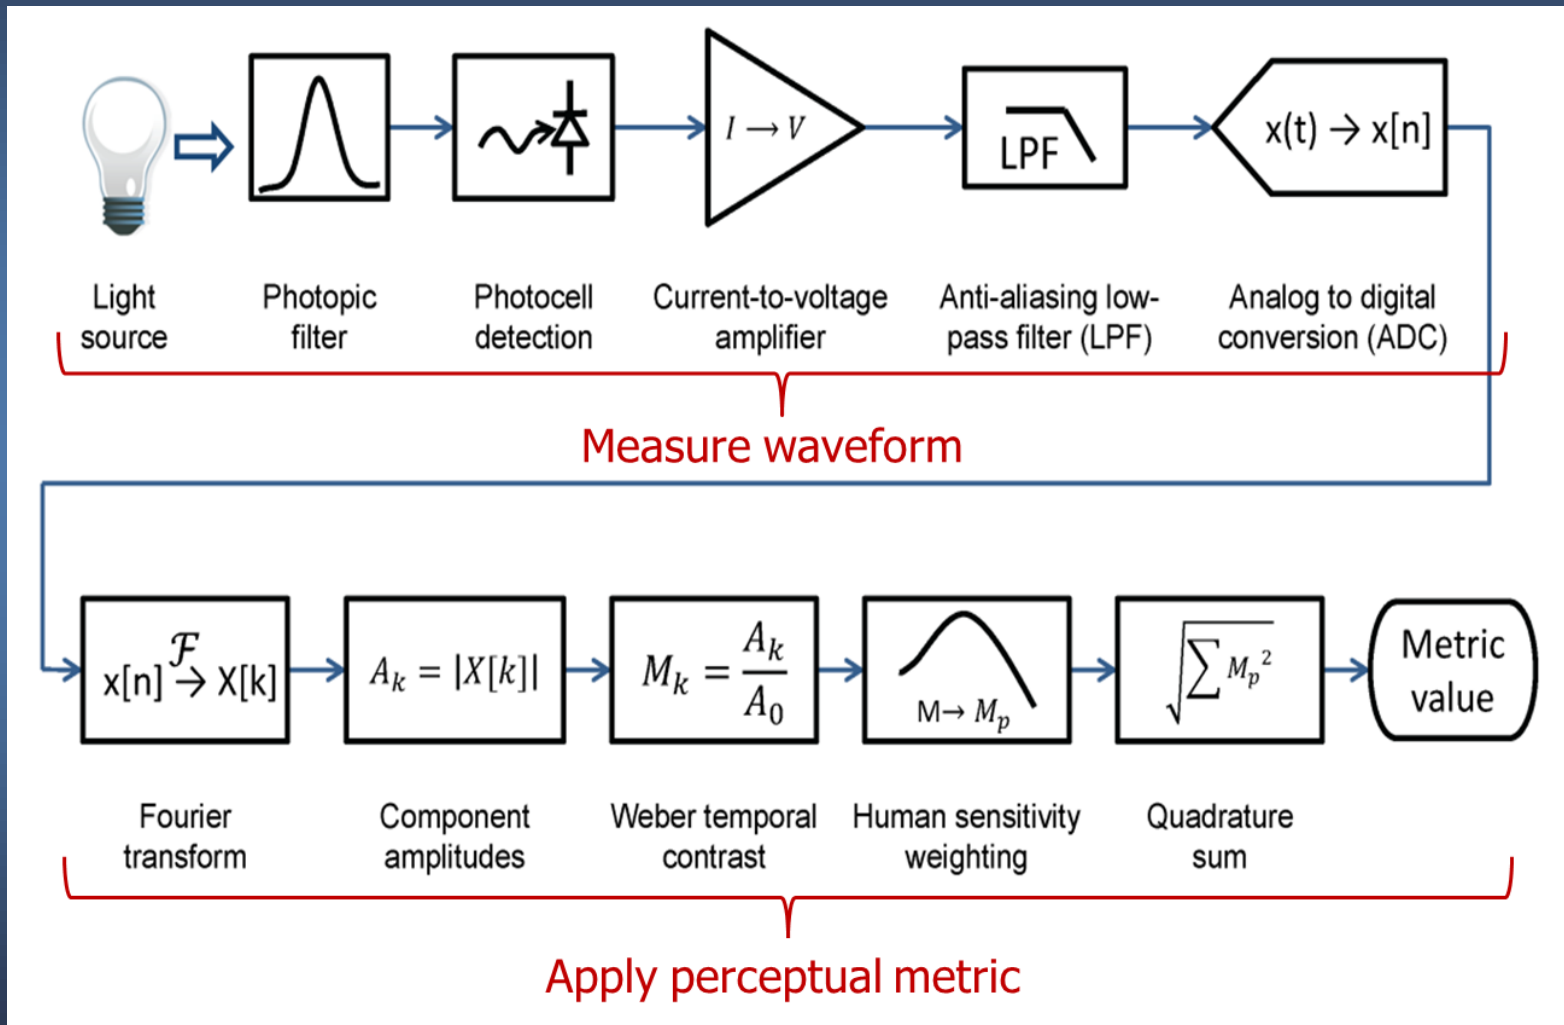 I → V
LPF
x(t) → x[n]
Light
source
Photopic
filter
Photocell
detection
Current-to-voltage
amplifier
Anti-aliasing low-
pass filter (LPF)
Analog to digital
conversion (ADC)
Measure waveform
ℱ
x[n] → X[k]
A_k = |X[k]|
M_k = A_k / A_0
M→ M_p
√∑ M_p²
Metric
value
Fourier
transform
Component
amplitudes
Weber temporal
contrast
Human sensitivity
weighting
Quadrature
sum
Apply perceptual metric